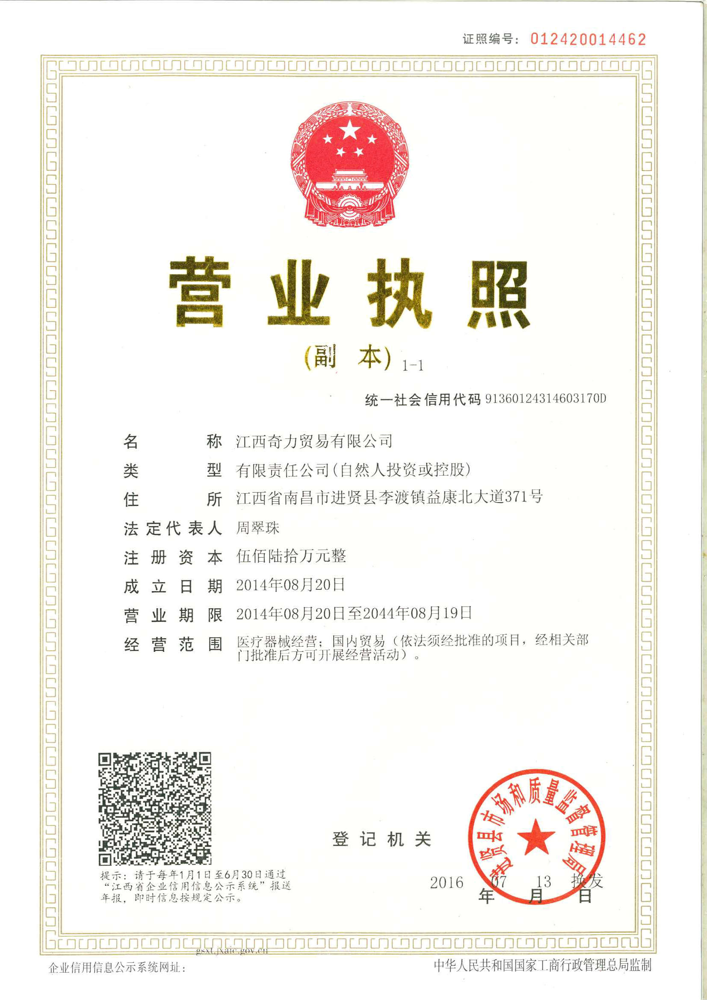 证照编号: 012420014462
营业执照
(副 本) 1-1
统一社会信用代码 91360124314603170D
名称 江西奇力贸易有限公司
类型 有限责任公司(自然人投资或控股)
住所 江西省南昌市进贤县李渡镇益康北大道371号
法定代表人 周翠珠
注册资本 伍佰陆拾万元整
成立日期 2014年08月20日
营业期限 2014年08月20日至2044年08月19日
经营范围 医疗器械经营；国内贸易（依法须经批准的项目，经相关部
门批准后方可开展经营活动）。
进贤县市场和质量监督管理局
登记机关
2016年07月13日换发
提示：请于每年1月1日至6月30日通过
“江西省企业信用信息公示系统”报送
年报，即时信息按规定公示。
gsxt.jxaic.gov.cn
企业信用信息公示系统网址：
中华人民共和国国家工商行政管理总局监制